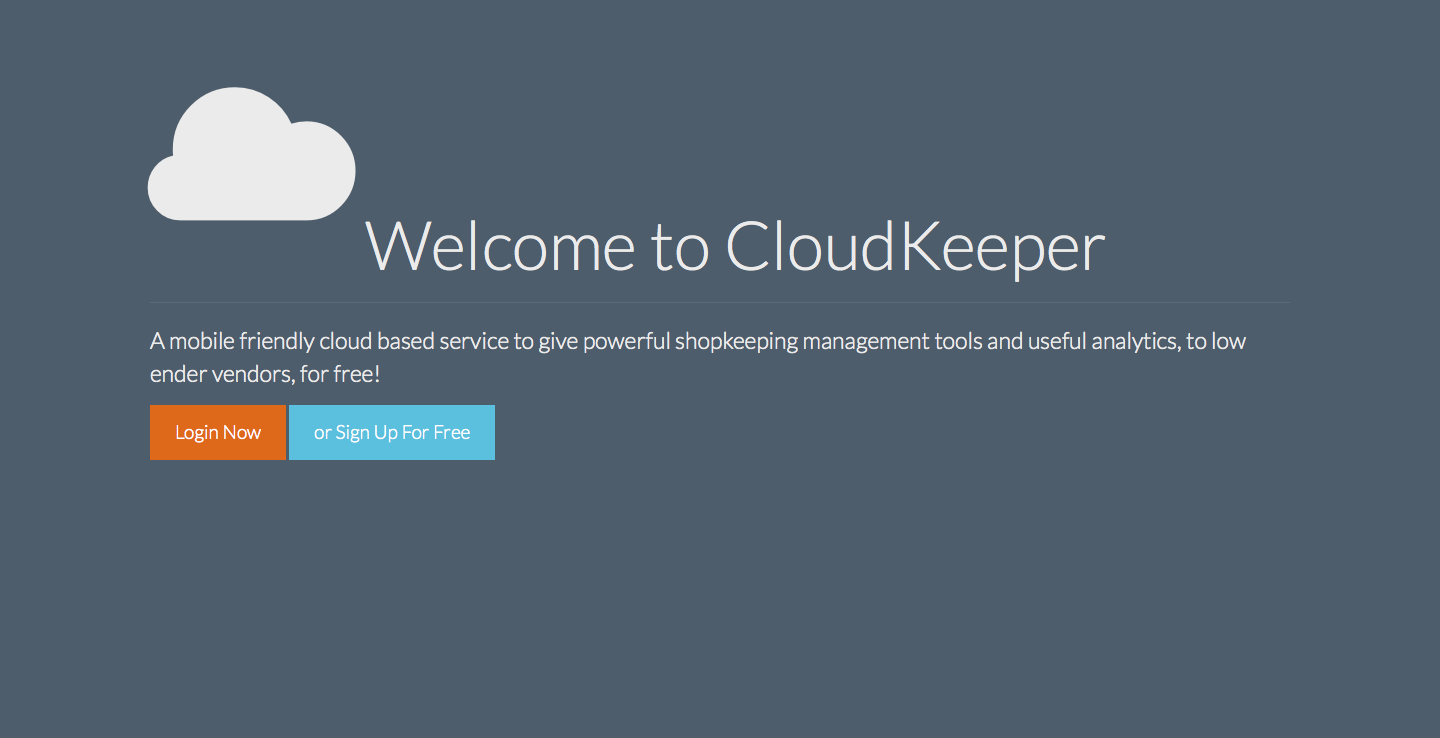 Welcome to CloudKeeper
A mobile friendly cloud based service to give powerful shopkeeping management tools and useful analytics, to low
ender vendors, for free!
Login Now or Sign Up For Free